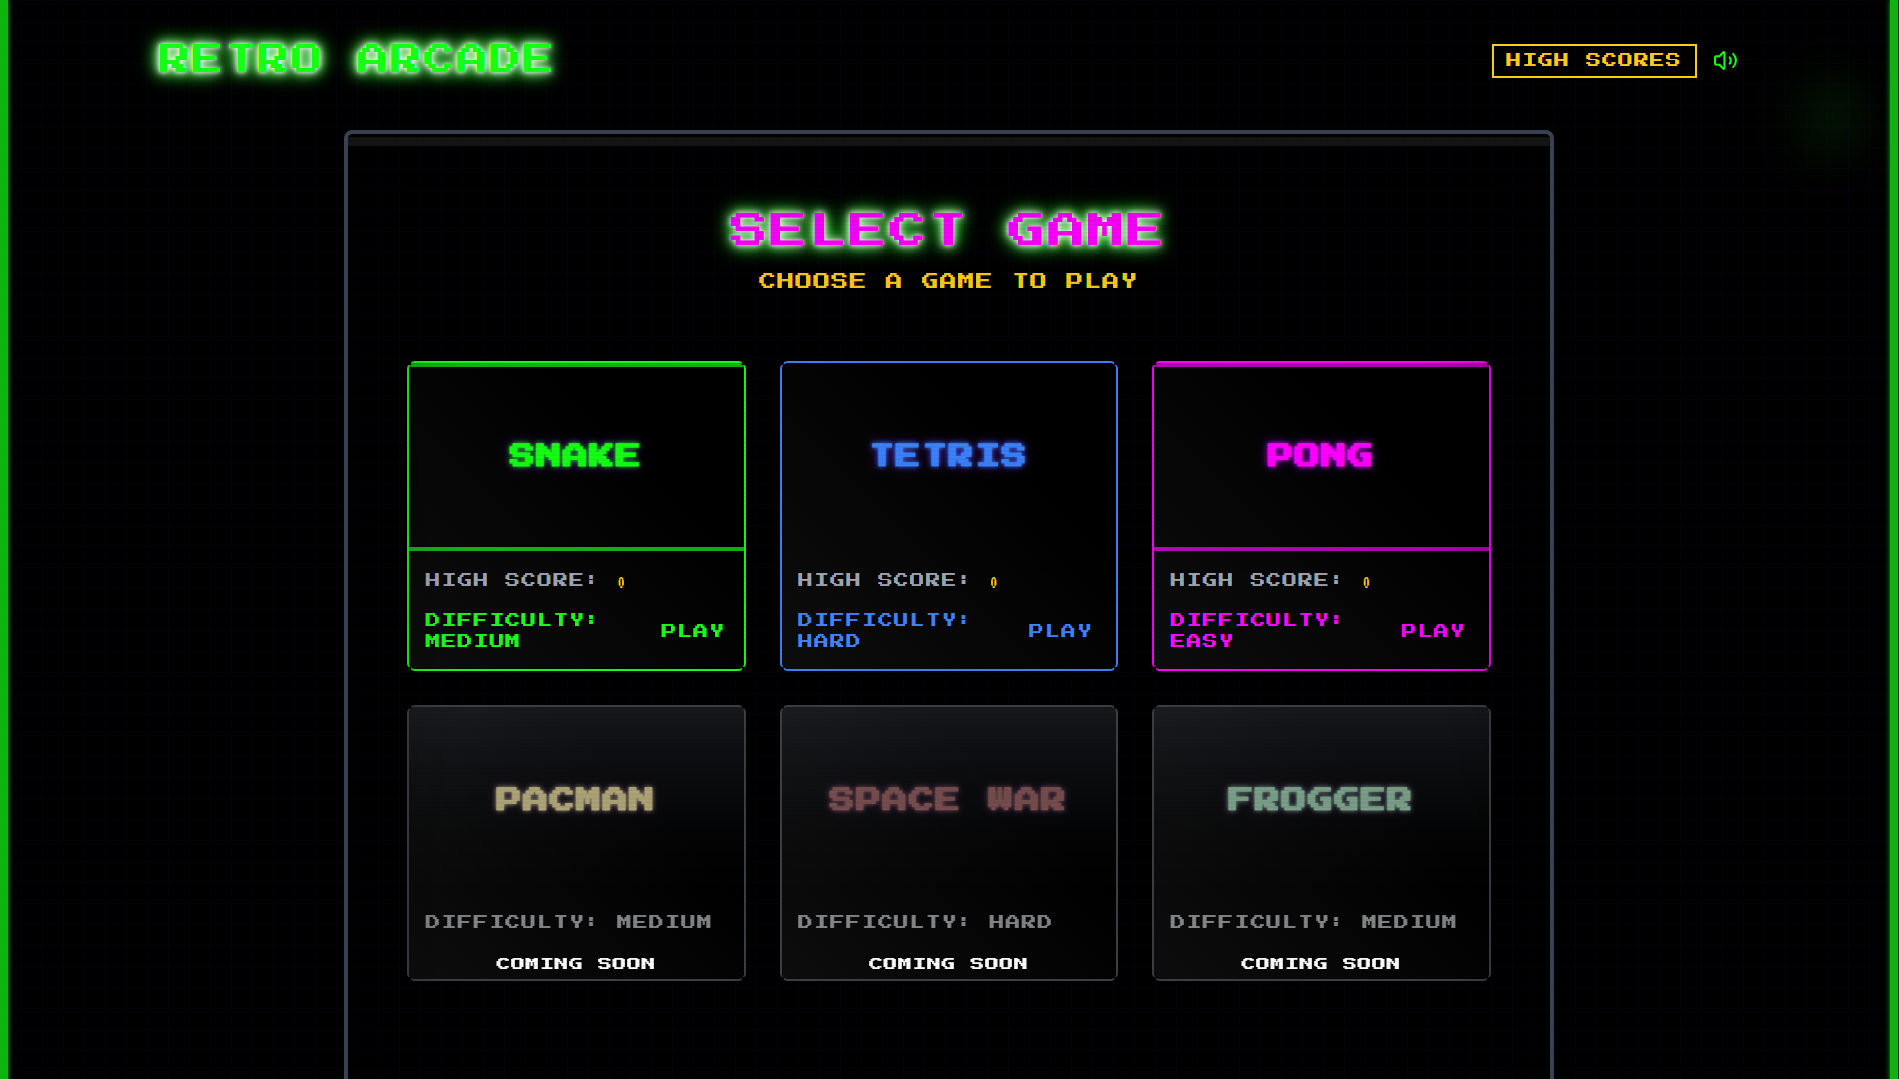 RETRO ARCADE
HIGH SCORES
SELECT GAME
CHOOSE A GAME TO PLAY
SNAKE
HIGH SCORE: 0
DIFFICULTY:
MEDIUM
PLAY
TETRIS
HIGH SCORE: 0
DIFFICULTY:
HARD
PLAY
PONG
HIGH SCORE: 0
DIFFICULTY:
EASY
PLAY
PACMAN
DIFFICULTY: MEDIUM
COMING SOON
SPACE WAR
DIFFICULTY: HARD
COMING SOON
FROGGER
DIFFICULTY: MEDIUM
COMING SOON